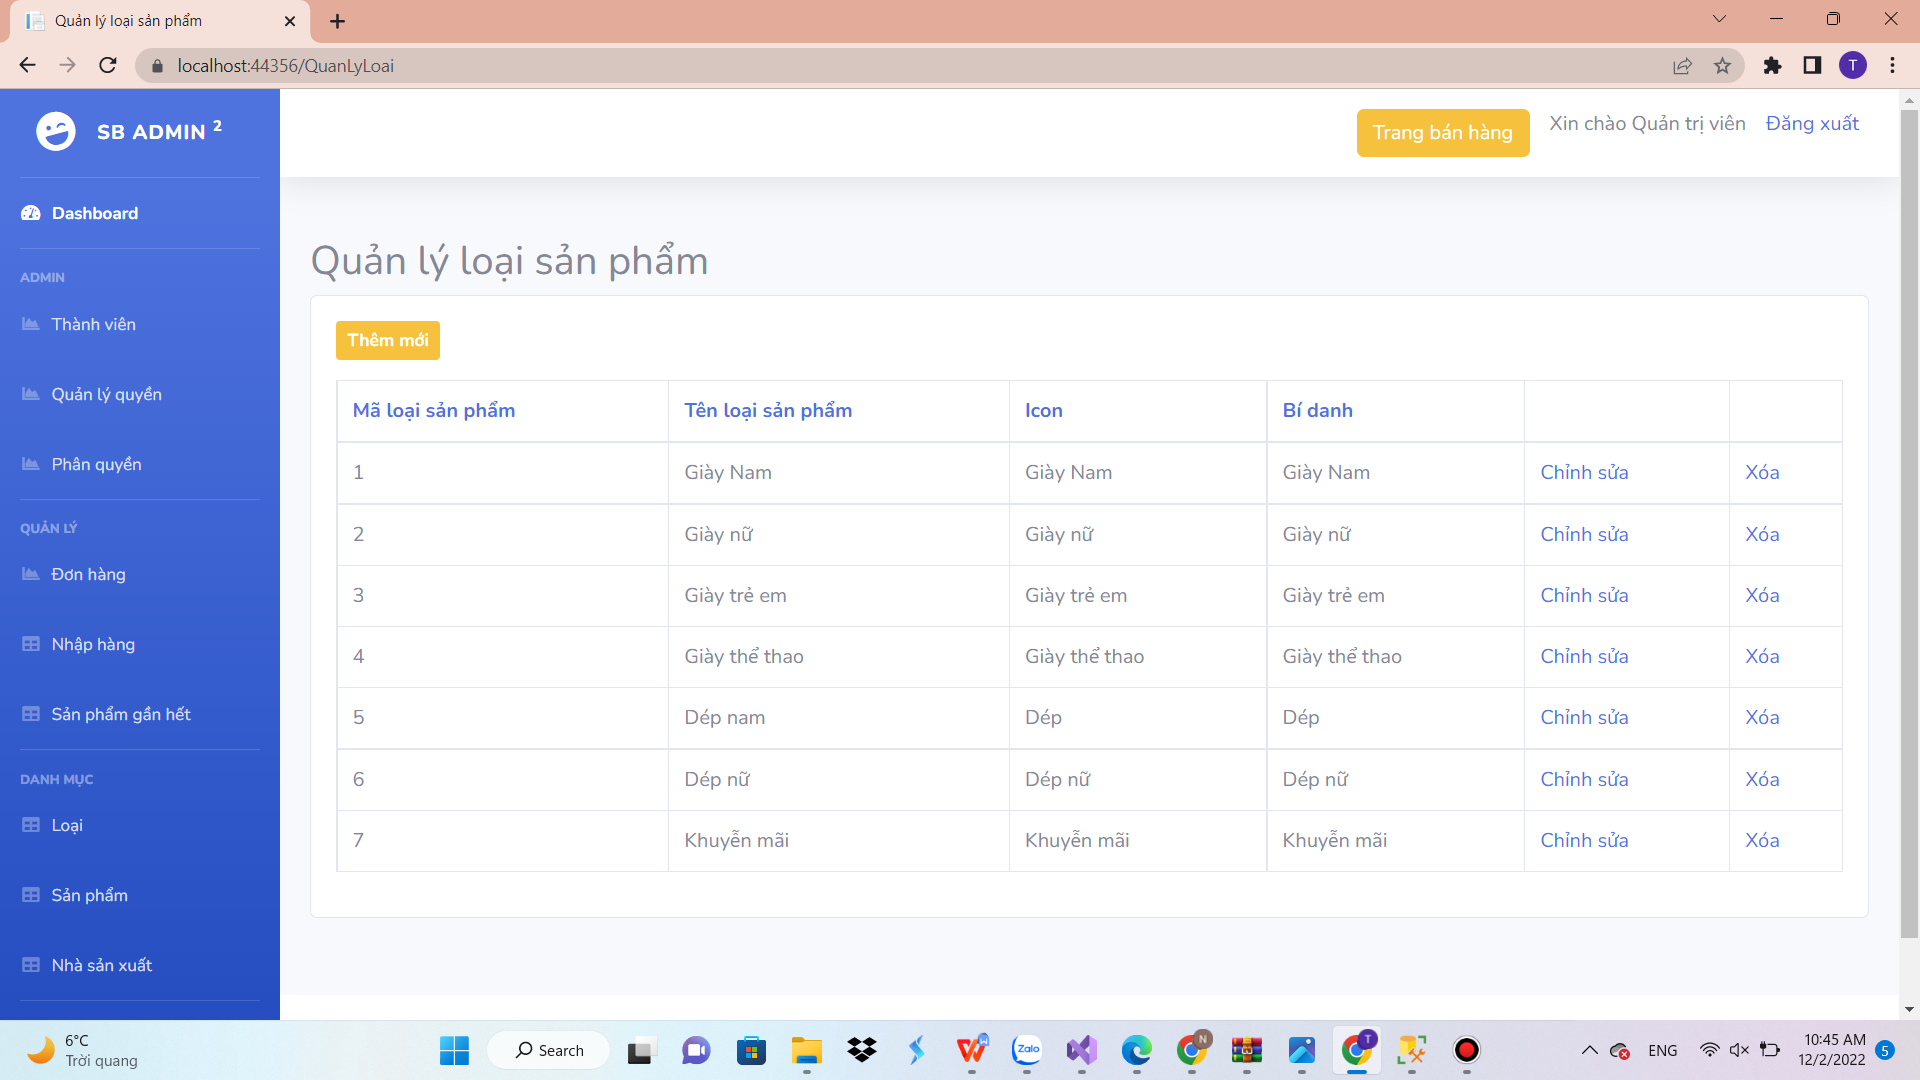 Quản lý loại sản phẩm
localhost:44356/QuanLyLoai
T
SB ADMIN 2
Trang bán hàng
Xin chào Quản trị viên
Đăng xuất
Dashboard
ADMIN
Thành viên
Quản lý quyền
Phân quyền
QUẢN LÝ
Đơn hàng
Nhập hàng
Sản phẩm gần hết
DANH MỤC
Loại
Sản phẩm
Nhà sản xuất
Quản lý loại sản phẩm
Thêm mới
Mã loại sản phẩm Tên loại sản phẩm Icon Bí danh
1 Giày Nam Giày Nam Giày Nam Chỉnh sửa Xóa
2 Giày nữ Giày nữ Giày nữ Chỉnh sửa Xóa
3 Giày trẻ em Giày trẻ em Giày trẻ em Chỉnh sửa Xóa
4 Giày thể thao Giày thể thao Giày thể thao Chỉnh sửa Xóa
5 Dép nam Dép Dép Chỉnh sửa Xóa
6 Dép nữ Dép nữ Dép nữ Chỉnh sửa Xóa
7 Khuyễn mãi Khuyễn mãi Khuyễn mãi Chỉnh sửa Xóa
6°C
Trời quang
Search
W
Zalo
N
T
ENG
10:45 AM
12/2/2022
5